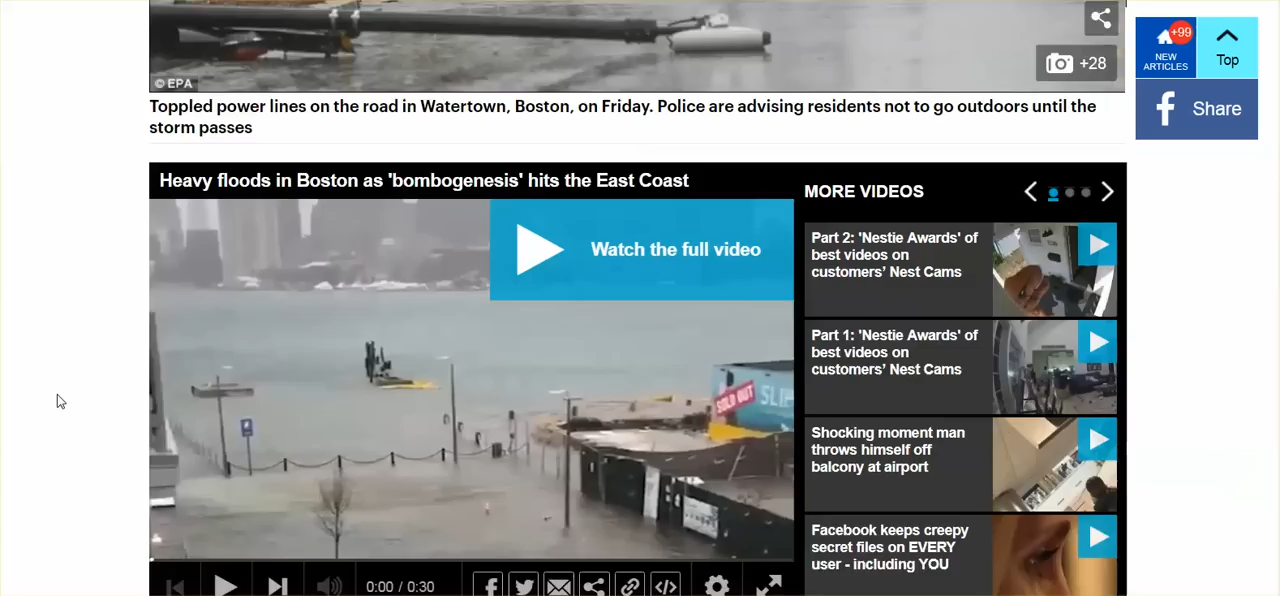 +28
© EPA
Toppled power lines on the road in Watertown, Boston, on Friday. Police are advising residents not to go outdoors until the
storm passes
+99
NEW
ARTICLES
Top
Share
Heavy floods in Boston as 'bombogenesis' hits the East Coast
Watch the full video
SOLD OUT
SLIP
0:00 / 0:30
MORE VIDEOS
Part 2: 'Nestie Awards' of
best videos on
customers’ Nest Cams
Part 1: 'Nestie Awards' of
best videos on
customers’ Nest Cams
Shocking moment man
throws himself off
balcony at airport
Facebook keeps creepy
secret files on EVERY
user - including YOU